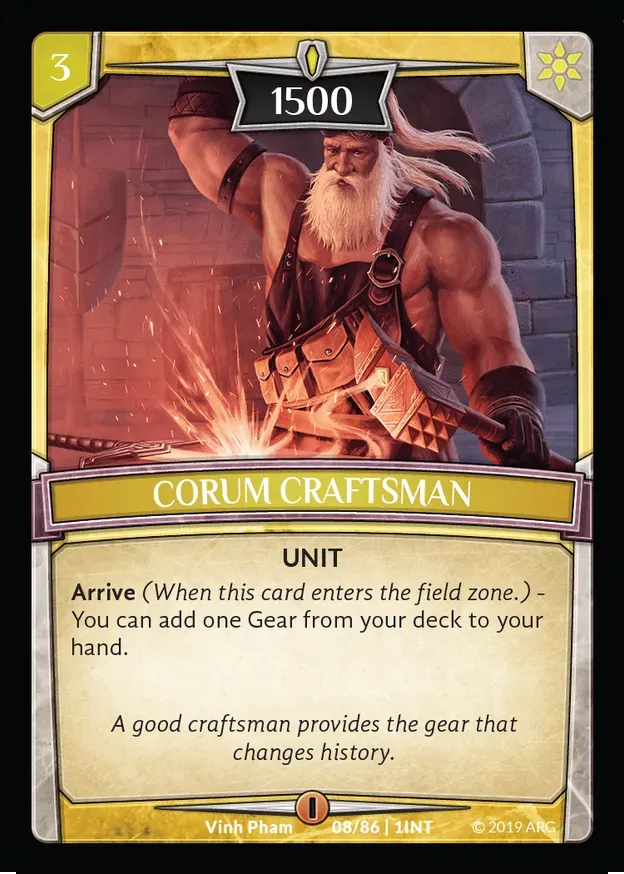 3
1500
CORUM CRAFTSMAN
UNIT
Arrive (When this card enters the field zone.) -
You can add one Gear from your deck to your
hand.
A good craftsman provides the gear that
changes history.
I
Vinh Pham 08/86 | 1INT © 2019 ARG